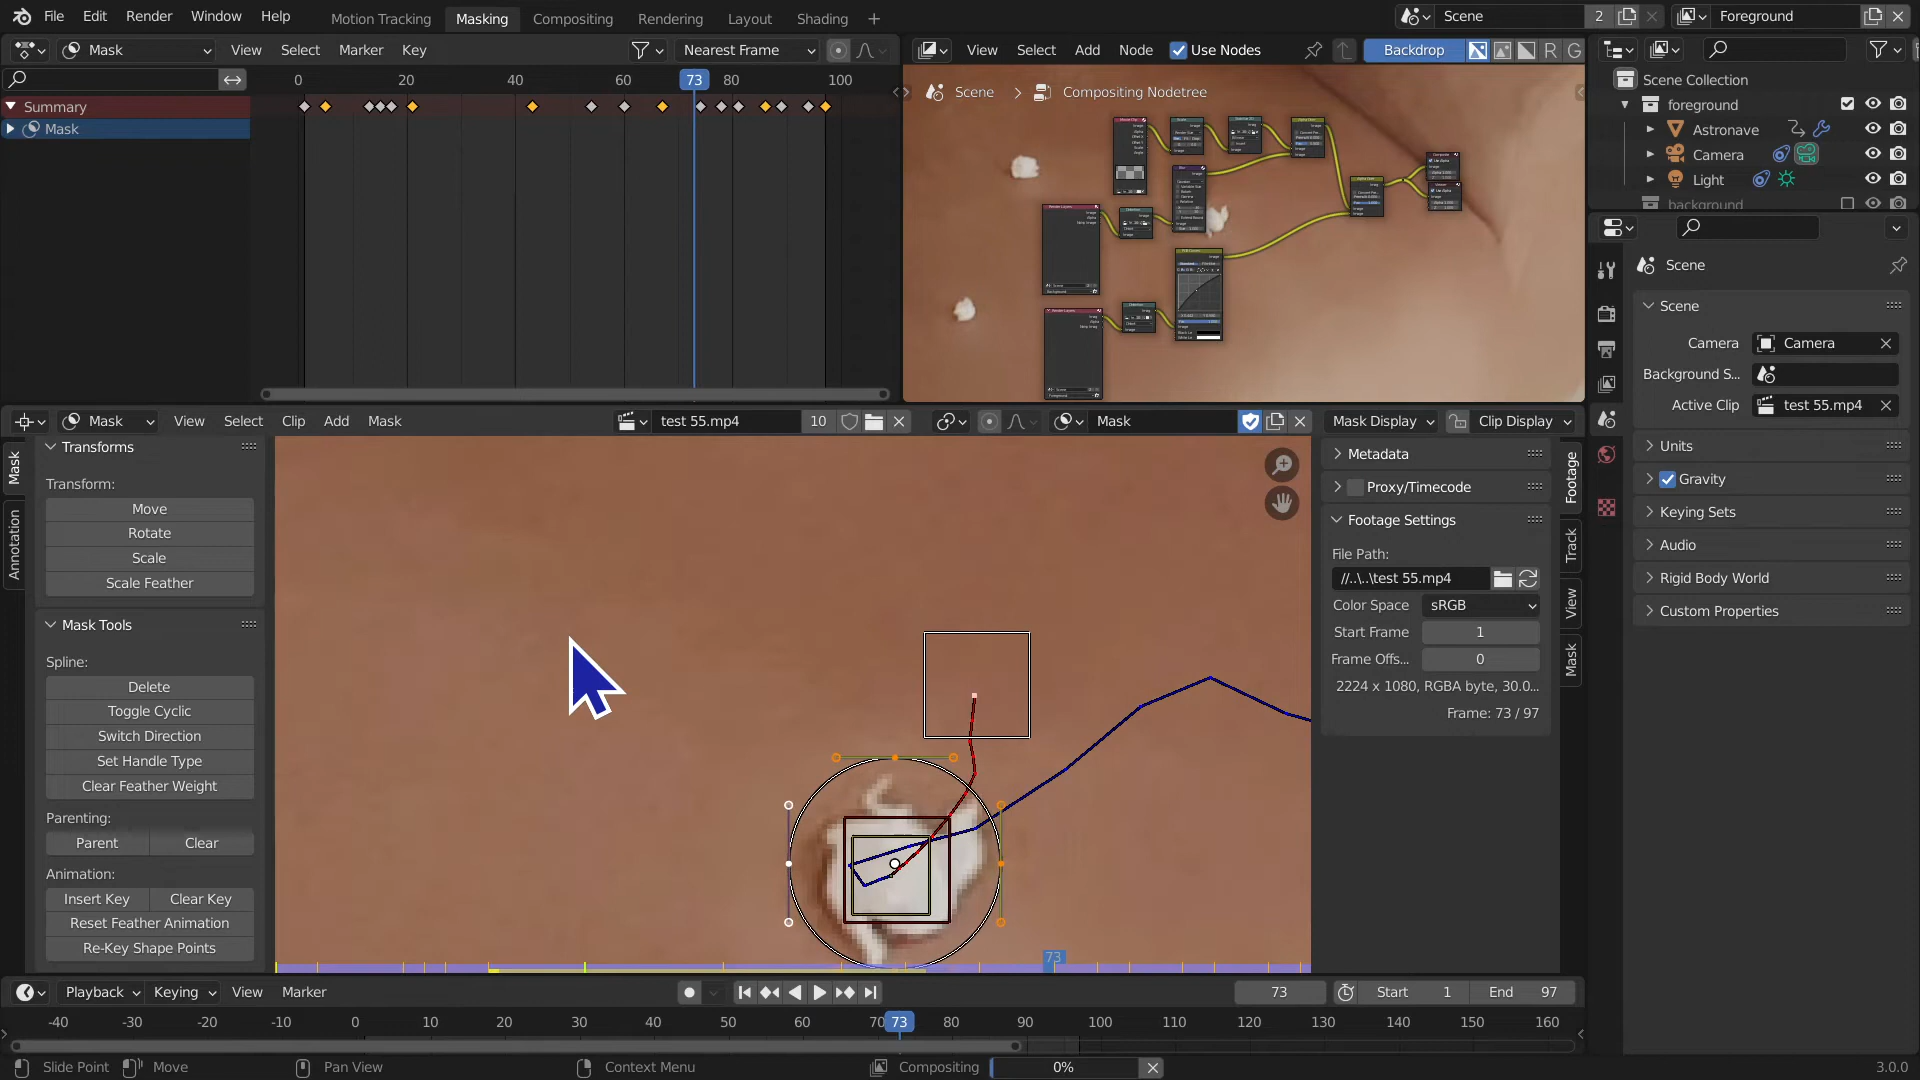 File Edit Render Window Help Motion Tracking Masking Compositing Rendering Layout Shading + Scene 2 Foreground
Mask View Select Marker Key Nearest Frame View Select Add Node Use Nodes Backdrop R G
0 20 40 60 73 80 100
Summary
Mask
Scene > Compositing Nodetree
Scene Collection
foreground
Astronave
Camera
Light
background
Scene
Scene
Camera Camera
Background S...
Active Clip test 55.mp4
Units
Gravity
Keying Sets
Audio
Rigid Body World
Custom Properties
Mask View Select Clip Add Mask test 55.mp4 10 Mask Mask Display Clip Display
Mask
Annotation
Transforms
Transform:
Move
Rotate
Scale
Scale Feather
Mask Tools
Spline:
Delete
Toggle Cyclic
Switch Direction
Set Handle Type
Clear Feather Weight
Parenting:
Parent Clear
Animation:
Insert Key Clear Key
Reset Feather Animation
Re-Key Shape Points
73
Metadata
Proxy/Timecode
Footage Settings
File Path:
//..\..\test 55.mp4
Color Space sRGB
Start Frame 1
Frame Offs... 0
2224 x 1080, RGBA byte, 30.0...
Frame: 73 / 97
Footage
Track
View
Mask
Playback Keying View Marker 73 Start 1 End 97
-40 -30 -20 -10 0 10 20 30 40 50 60 70 73 80 90 100 110 120 130 140 150 160
Slide Point Move Pan View Context Menu Compositing 0% 3.0.0